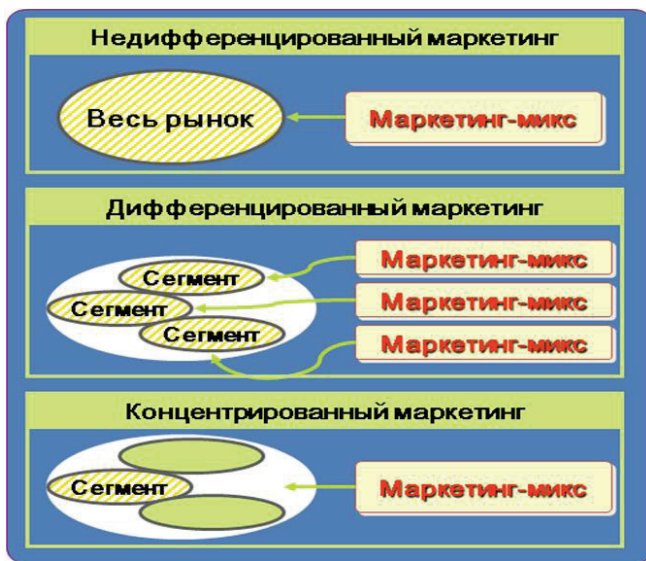 Недифференцированный маркетинг
Весь рынок
Маркетинг-микс
Дифференцированный маркетинг
Сегмент
Сегмент
Сегмент
Маркетинг-микс
Маркетинг-микс
Маркетинг-микс
Концентрированный маркетинг
Сегмент
Маркетинг-микс